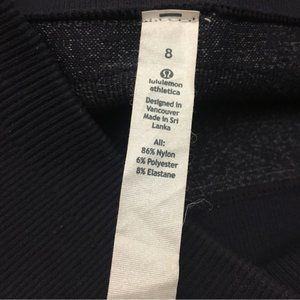 8
lululemon
athletica
Designed in
Vancouver
Made in Sri
Lanka
All:
86% Nylon
6% Polyester
8% Elastane